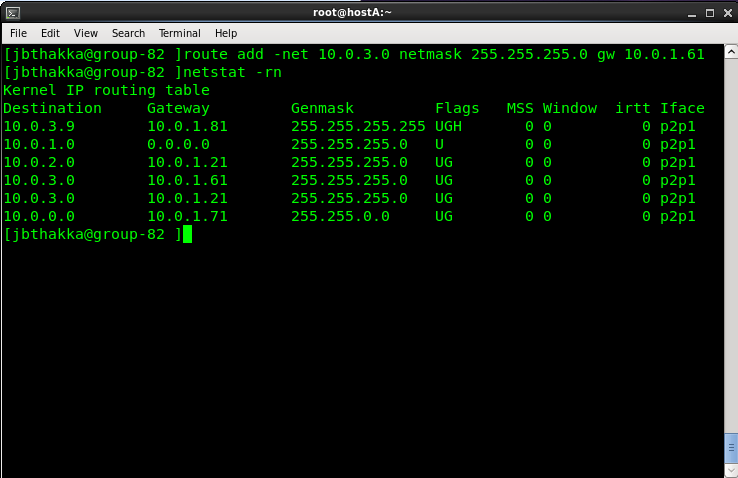 root@hostA:~
File Edit View Search Terminal Help
[jbthakka@group-82 ]route add -net 10.0.3.0 netmask 255.255.255.0 gw 10.0.1.61
[jbthakka@group-82 ]netstat -rn
Kernel IP routing table
Destination     Gateway         Genmask         Flags   MSS Window  irtt Iface
10.0.3.9        10.0.1.81       255.255.255.255 UGH       0 0          0 p2p1
10.0.1.0        0.0.0.0         255.255.255.0   U         0 0          0 p2p1
10.0.2.0        10.0.1.21       255.255.255.0   UG        0 0          0 p2p1
10.0.3.0        10.0.1.61       255.255.255.0   UG        0 0          0 p2p1
10.0.3.0        10.0.1.21       255.255.255.0   UG        0 0          0 p2p1
10.0.0.0        10.0.1.71       255.255.0.0     UG        0 0          0 p2p1
[jbthakka@group-82 ]